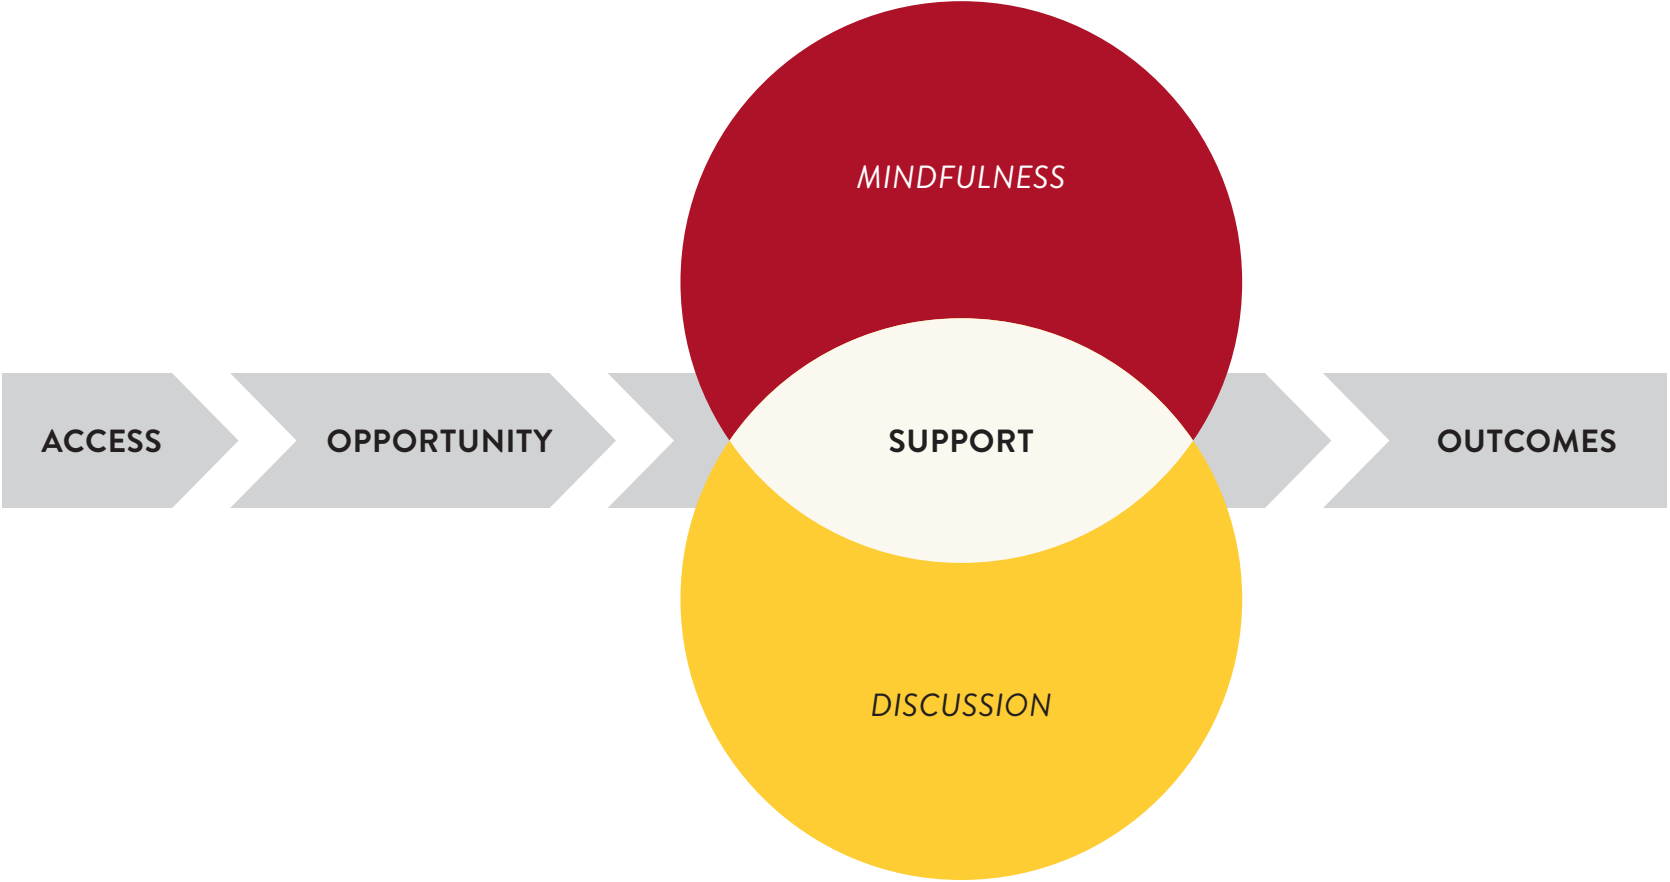 MINDFULNESS
ACCESS
OPPORTUNITY
SUPPORT
OUTCOMES
DISCUSSION